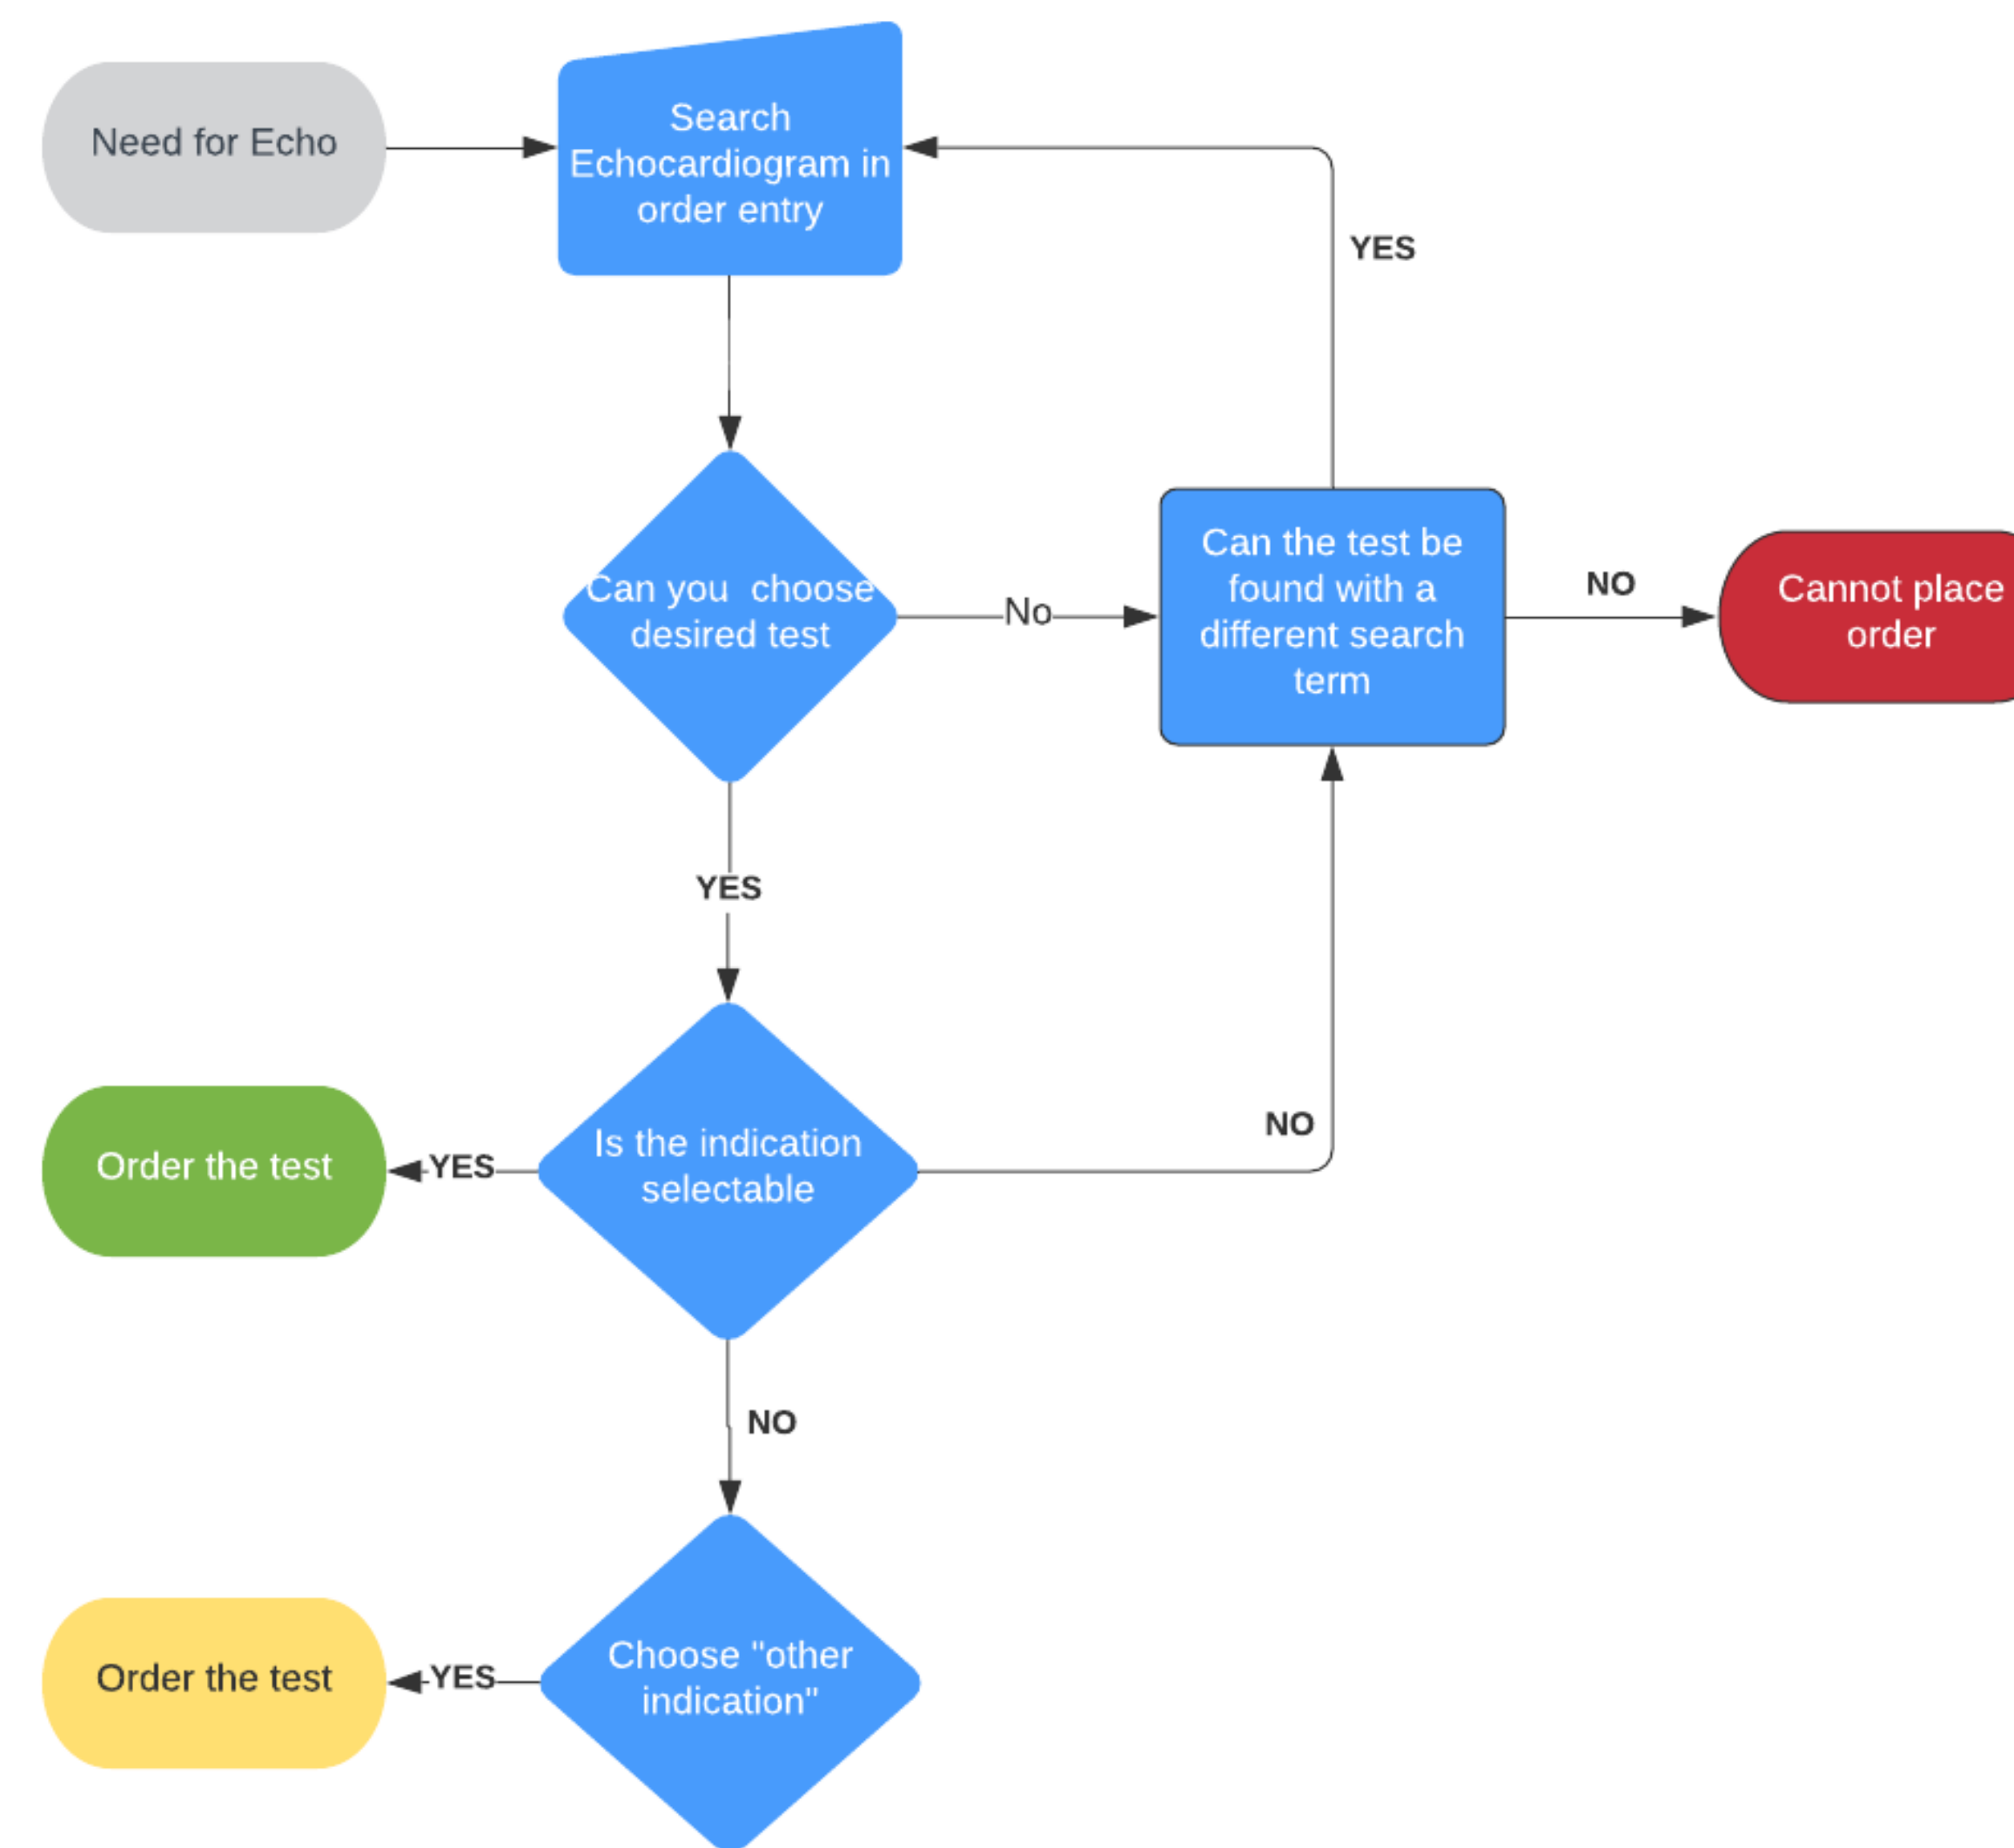 Need for Echo
Search
Echocardiogram in
order entry
YES
Can you  choose
desired test
No
Can the test be
found with a
different search
term
NO
Cannot place
order
YES
Order the test
YES
Is the indication
selectable
NO
NO
Order the test
YES
Choose "other
indication"